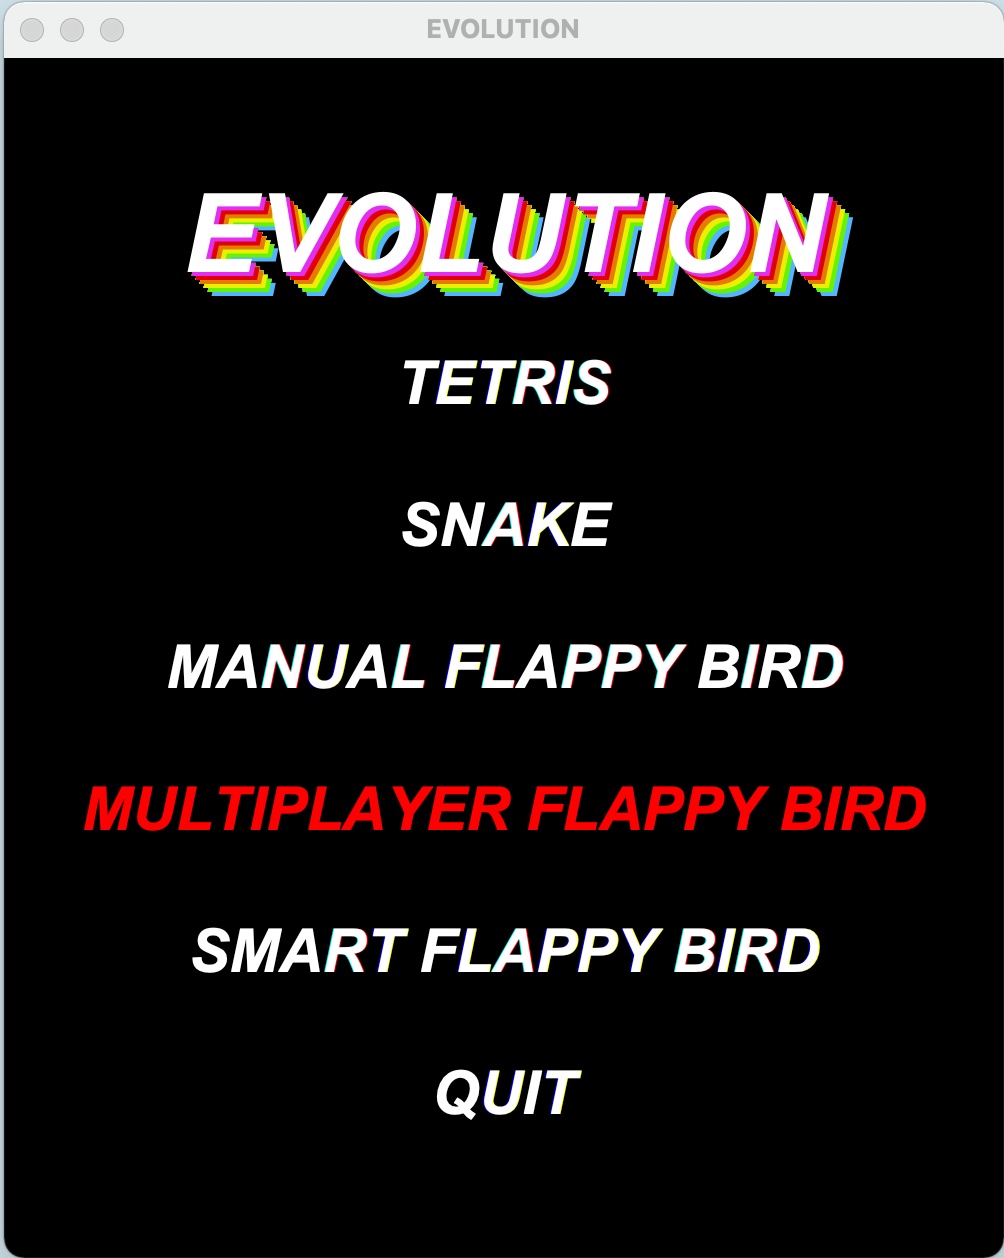 EVOLUTION
EVOLUTION
TETRIS
SNAKE
MANUAL FLAPPY BIRD
MULTIPLAYER FLAPPY BIRD
SMART FLAPPY BIRD
QUIT